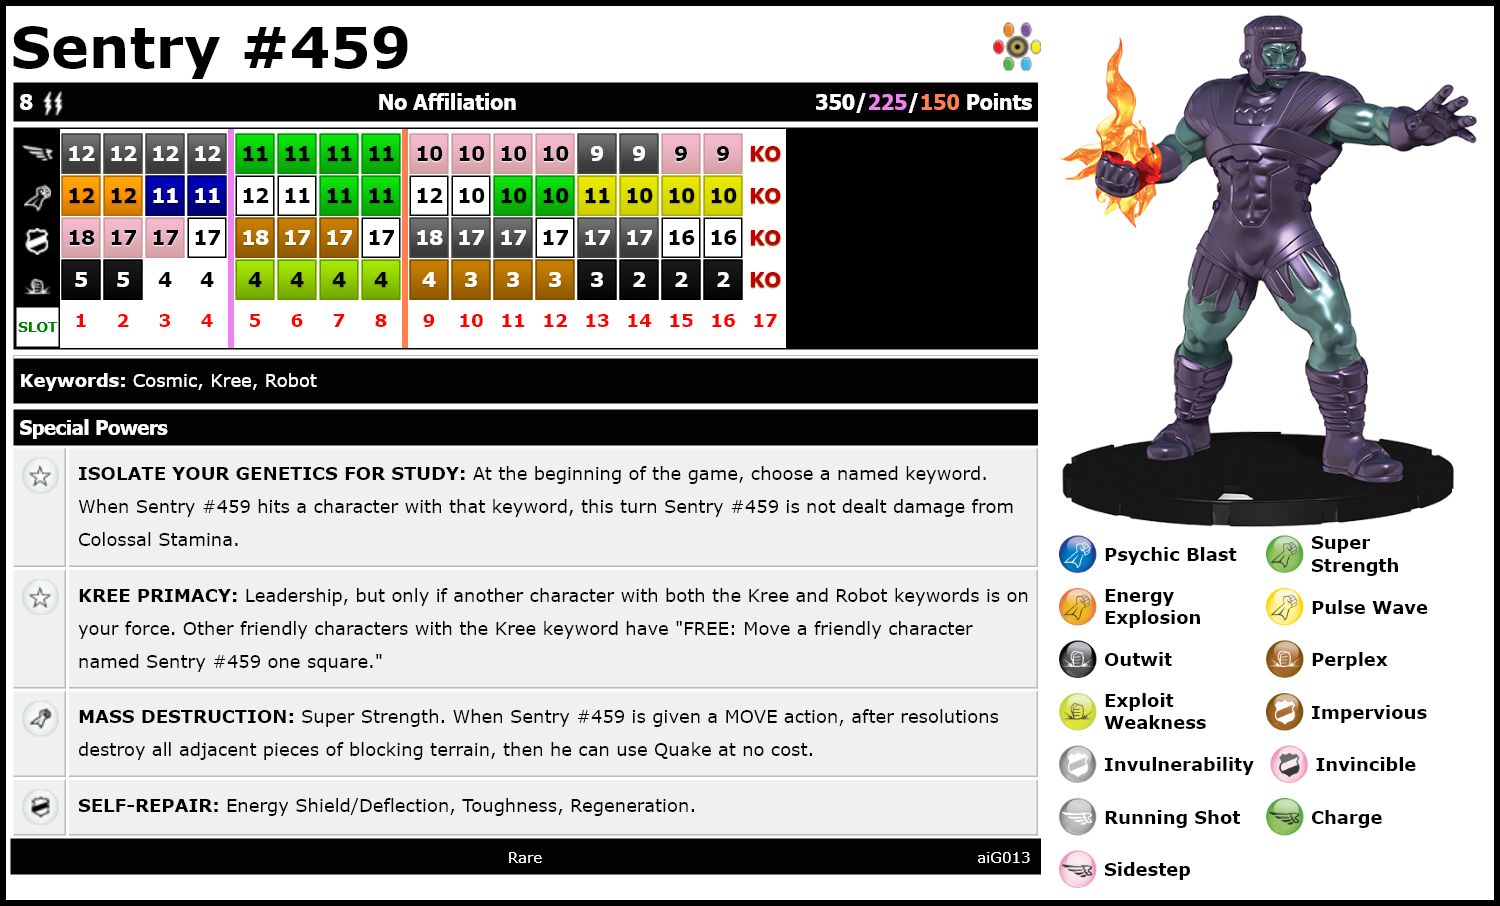 Sentry #459
8 No Affiliation 350/225/150 Points
12 12 12 12 11 11 11 11 10 10 10 10 9 9 9 9 KO
12 12 11 11 12 11 11 11 12 10 10 10 11 10 10 10 KO
18 17 17 17 18 17 17 17 18 17 17 17 17 17 16 16 KO
5 5 4 4 4 4 4 4 4 3 3 3 3 2 2 2 KO
SLOT 1 2 3 4 5 6 7 8 9 10 11 12 13 14 15 16 17
Keywords: Cosmic, Kree, Robot
Special Powers
ISOLATE YOUR GENETICS FOR STUDY: At the beginning of the game, choose a named keyword.
When Sentry #459 hits a character with that keyword, this turn Sentry #459 is not dealt damage from
Colossal Stamina.
KREE PRIMACY: Leadership, but only if another character with both the Kree and Robot keywords is on
your force. Other friendly characters with the Kree keyword have "FREE: Move a friendly character
named Sentry #459 one square."
MASS DESTRUCTION: Super Strength. When Sentry #459 is given a MOVE action, after resolutions
destroy all adjacent pieces of blocking terrain, then he can use Quake at no cost.
SELF-REPAIR: Energy Shield/Deflection, Toughness, Regeneration.
Rare aiG013
Psychic Blast
Super
Strength
Energy
Explosion
Pulse Wave
Outwit
Perplex
Exploit
Weakness
Impervious
Invulnerability
Invincible
Running Shot
Charge
Sidestep